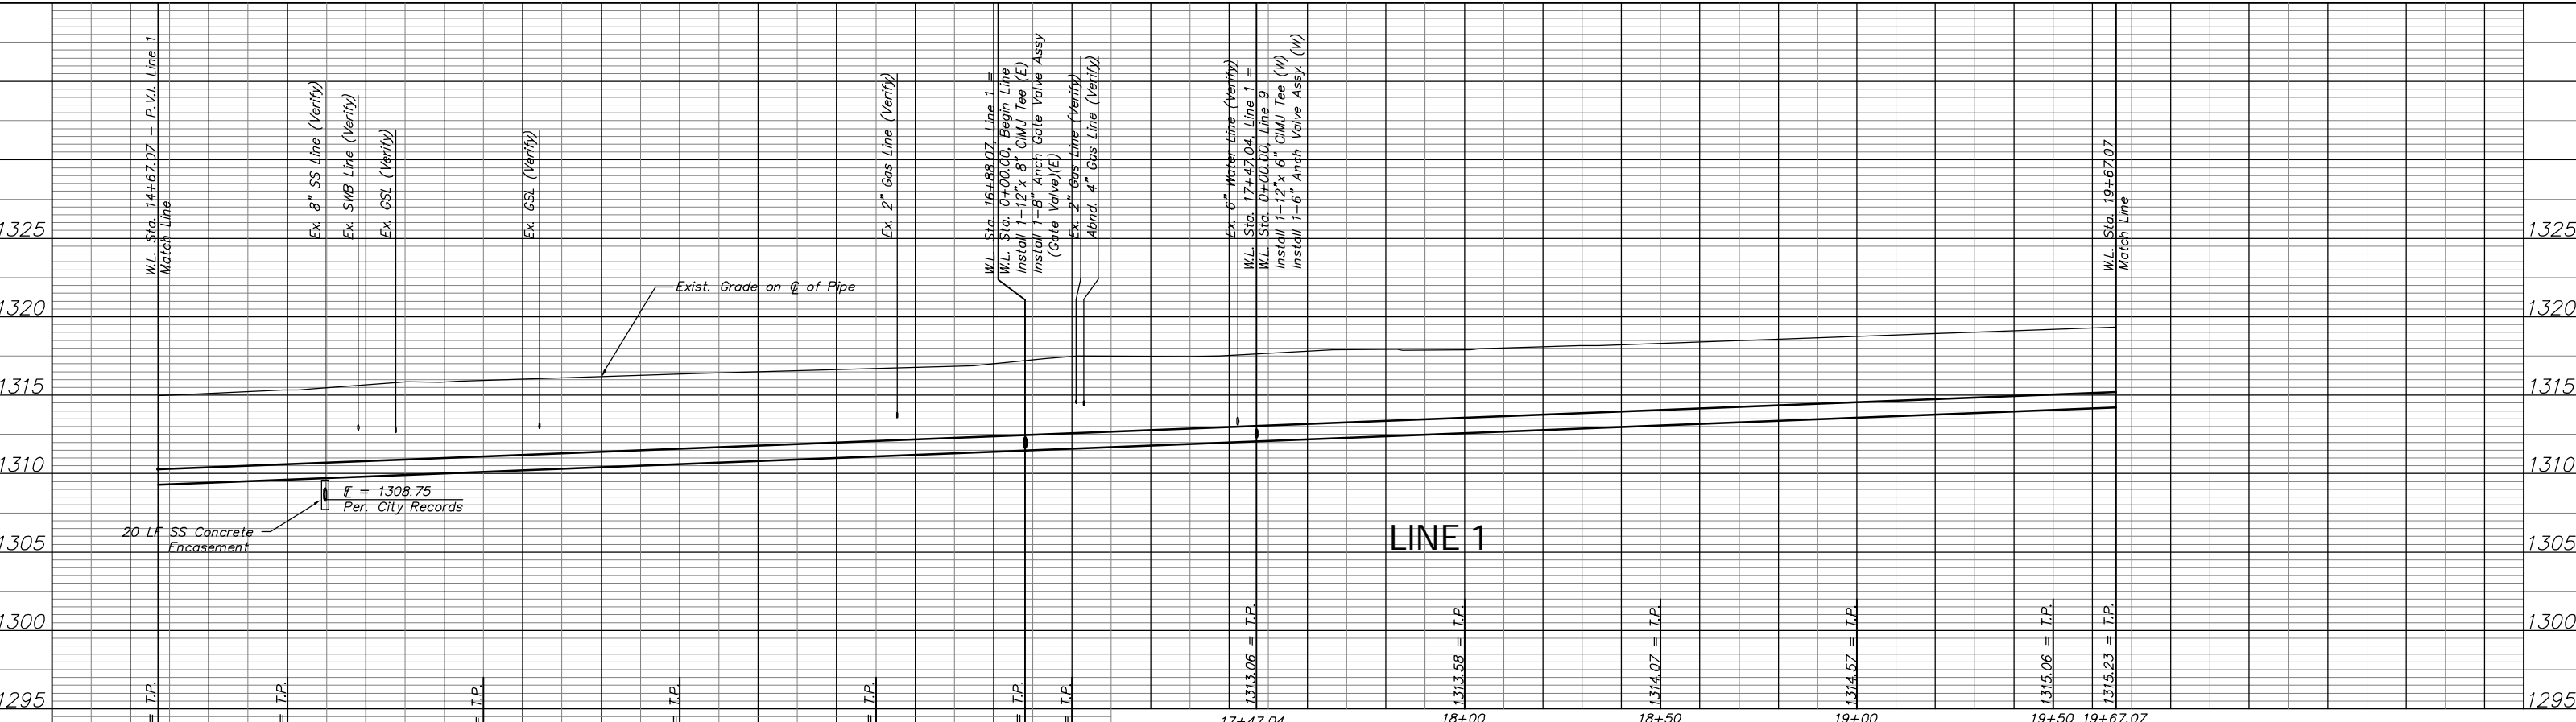 W.L. Sta. 14+67.07 - P.V.I. Line 1
Match Line
Ex. 8" SS Line (Verify)
Ex. SWB Line (Verify)
Ex. GSL (Verify)
Ex. GSL (Verify)
Ex. 2" Gas Line (Verify)
W.L. Sta. 16+88.07, Line 1 =
W.L. Sta. 0+00.00, Begin Line
Install 1-12"x 8" CIMJ Tee (E)
Install 1-8" Anch Gate Valve Assy
(Gate Valve)(E)
Ex. 2" Gas Line (Verify)
Abnd. 4" Gas Line (Verify)
Ex. 6" Water Line (Verify)
W.L. Sta. 17+47.04, Line 1 =
W.L. Sta. 0+00.00, Line 9
Install 1-12"x 6" CIMJ Tee (W)
Install 1-6" Anch Valve Assy. (W)
W.L. Sta. 19+67.07
Match Line
1325
1325
Exist. Grade on ℄ of Pipe
1320
1320
1315
1315
1310
1310
= 1308.75
Per. City Records
20 LF SS Concrete
Encasement
1305
1305
LINE 1
1300
1300
1295
1295
= T.P.
= T.P.
= T.P.
= T.P.
= T.P.
= T.P.
= T.P.
1313.06 = T.P.
1313.58 = T.P.
1314.07 = T.P.
1314.57 = T.P.
1315.06 = T.P.
1315.23 = T.P.
17+47.04
18+00
18+50
19+00
19+50
19+67.07